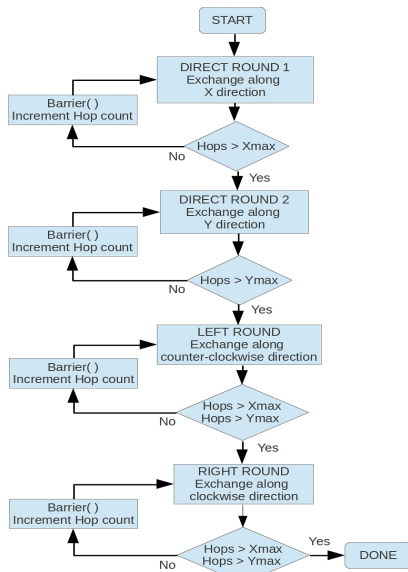 START
DIRECT ROUND 1
Exchange along
X direction
Barrier( )
Increment Hop count
Hops > Xmax
No
Yes
DIRECT ROUND 2
Exchange along
Y direction
Barrier( )
Increment Hop count
Hops > Ymax
No
Yes
LEFT ROUND
Exchange along
counter-clockwise direction
Barrier( )
Increment Hop count
Hops > Xmax
Hops > Ymax
No
Yes
RIGHT ROUND
Exchange along
clockwise direction
Barrier( )
Increment Hop count
Hops > Xmax
Hops > Ymax
No
Yes
DONE